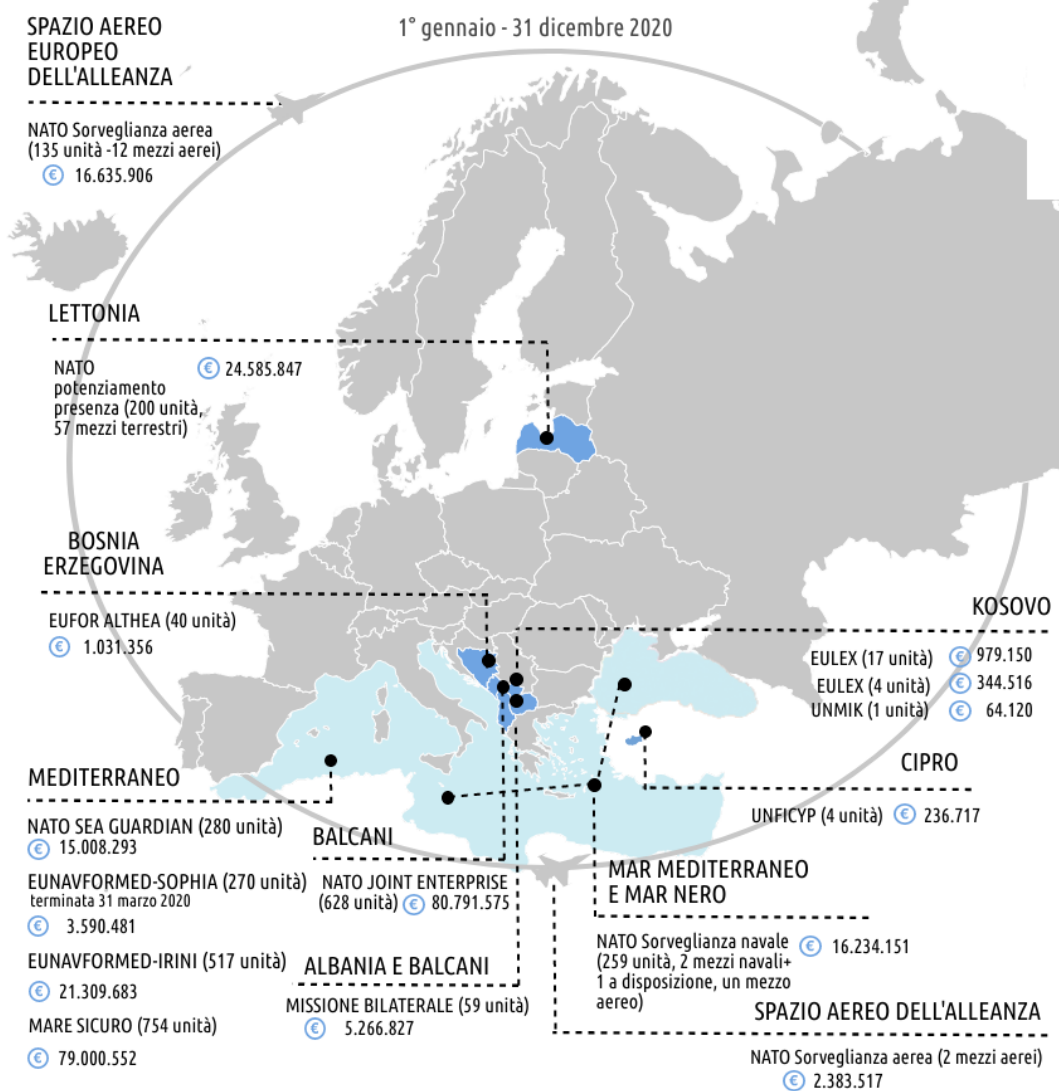 1° gennaio - 31 dicembre 2020
SPAZIO AEREO
EUROPEO
DELL'ALLEANZA
NATO Sorveglianza aerea
(135 unità -12 mezzi aerei)
€ 16.635.906
LETTONIA
NATO
potenziamento
presenza (200 unità,
57 mezzi terrestri)
€ 24.585.847
BOSNIA
ERZEGOVINA
EUFOR ALTHEA (40 unità)
€ 1.031.356
KOSOVO
EULEX (17 unità) € 979.150
EULEX (4 unità) € 344.516
UNMIK (1 unità) € 64.120
CIPRO
UNFICYP (4 unità) € 236.717
MEDITERRANEO
NATO SEA GUARDIAN (280 unità)
€ 15.008.293
EUNAVFORMED-SOPHIA (270 unità)
terminata 31 marzo 2020
€ 3.590.481
EUNAVFORMED-IRINI (517 unità)
€ 21.309.683
MARE SICURO (754 unità)
€ 79.000.552
BALCANI
NATO JOINT ENTERPRISE
(628 unità) € 80.791.575
ALBANIA E BALCANI
MISSIONE BILATERALE (59 unità)
€ 5.266.827
MAR MEDITERRANEO
E MAR NERO
NATO Sorveglianza navale
(259 unità, 2 mezzi navali+
1 a disposizione, un mezzo
aereo)
€ 16.234.151
SPAZIO AEREO DELL'ALLEANZA
NATO Sorveglianza aerea (2 mezzi aerei)
€ 2.383.517